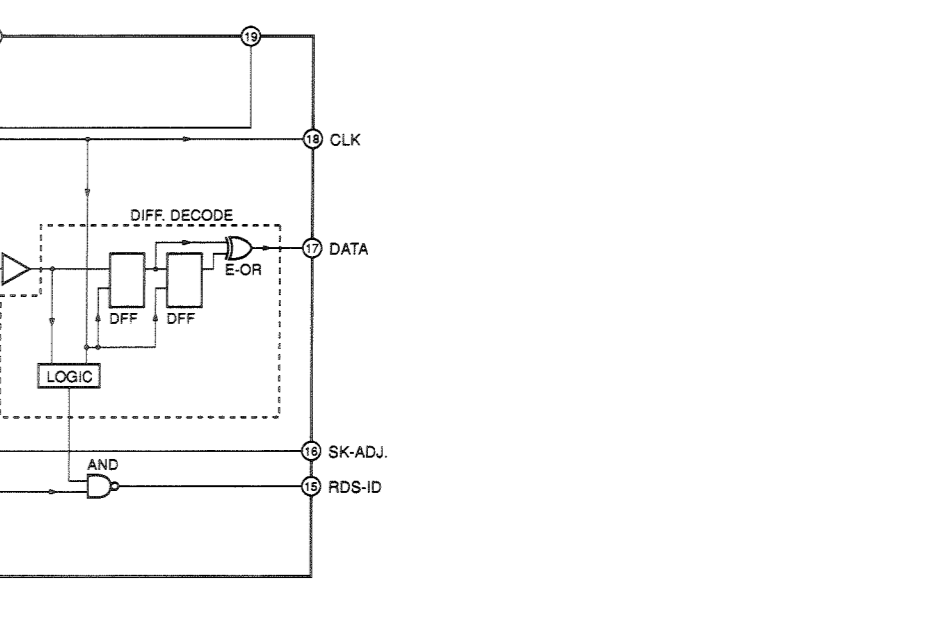 19
18 CLK
DIFF. DECODE
17 DATA
E-OR
DFF DFF
LOGIC
16 SK-ADJ.
AND
15 RDS-ID